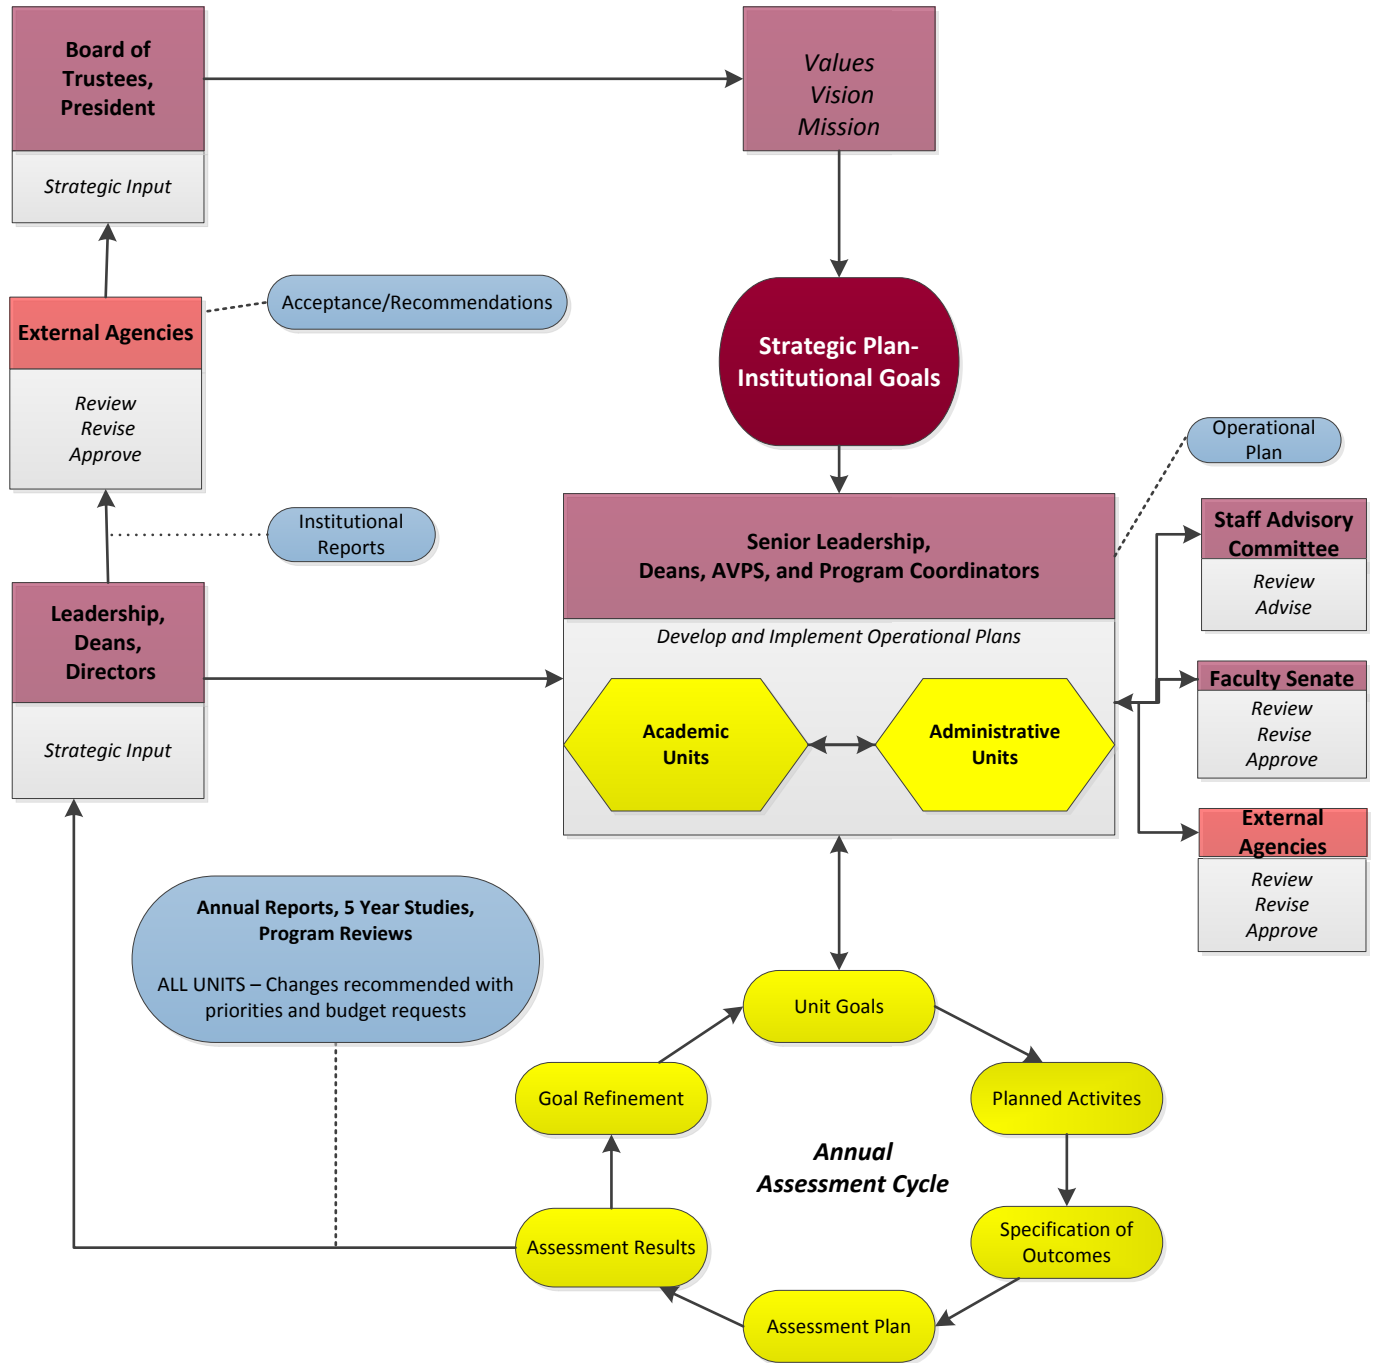 Board of
Trustees,
President
Strategic Input
Values
Vision
Mission
External Agencies
Review
Revise
Approve
Acceptance/Recommendations
Strategic Plan-
Institutional Goals
Operational
Plan
Institutional
Reports
Senior Leadership,
Deans, AVPS, and Program Coordinators
Develop and Implement Operational Plans
Academic
Units
Administrative
Units
Staff Advisory
Committee
Review
Advise
Faculty Senate
Review
Revise
Approve
External
Agencies
Review
Revise
Approve
Leadership,
Deans,
Directors
Strategic Input
Annual Reports, 5 Year Studies,
Program Reviews
ALL UNITS – Changes recommended with
priorities and budget requests
Unit Goals
Goal Refinement
Planned Activites
Annual
Assessment Cycle
Assessment Results
Specification of
Outcomes
Assessment Plan